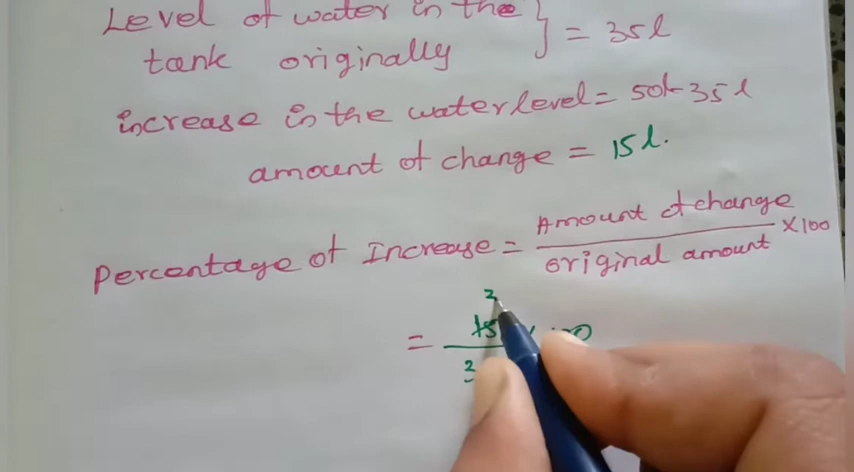 Level of water in the
tank originally } = 35l
increase in the water level = 50l - 35l
amount of change = 15l.
Percentage of Increase = Amount of change / original amount × 100
= 15